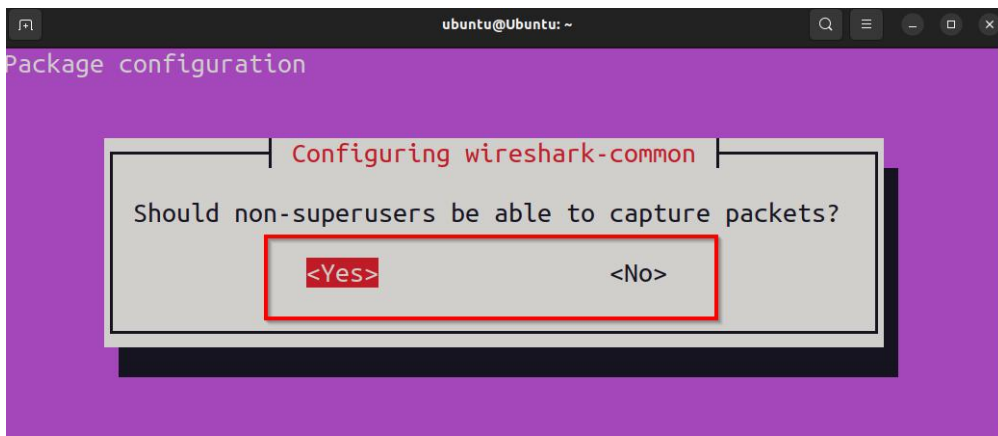 ubuntu@Ubuntu: ~
Package configuration
Configuring wireshark-common
Should non-superusers be able to capture packets?
<Yes> <No>